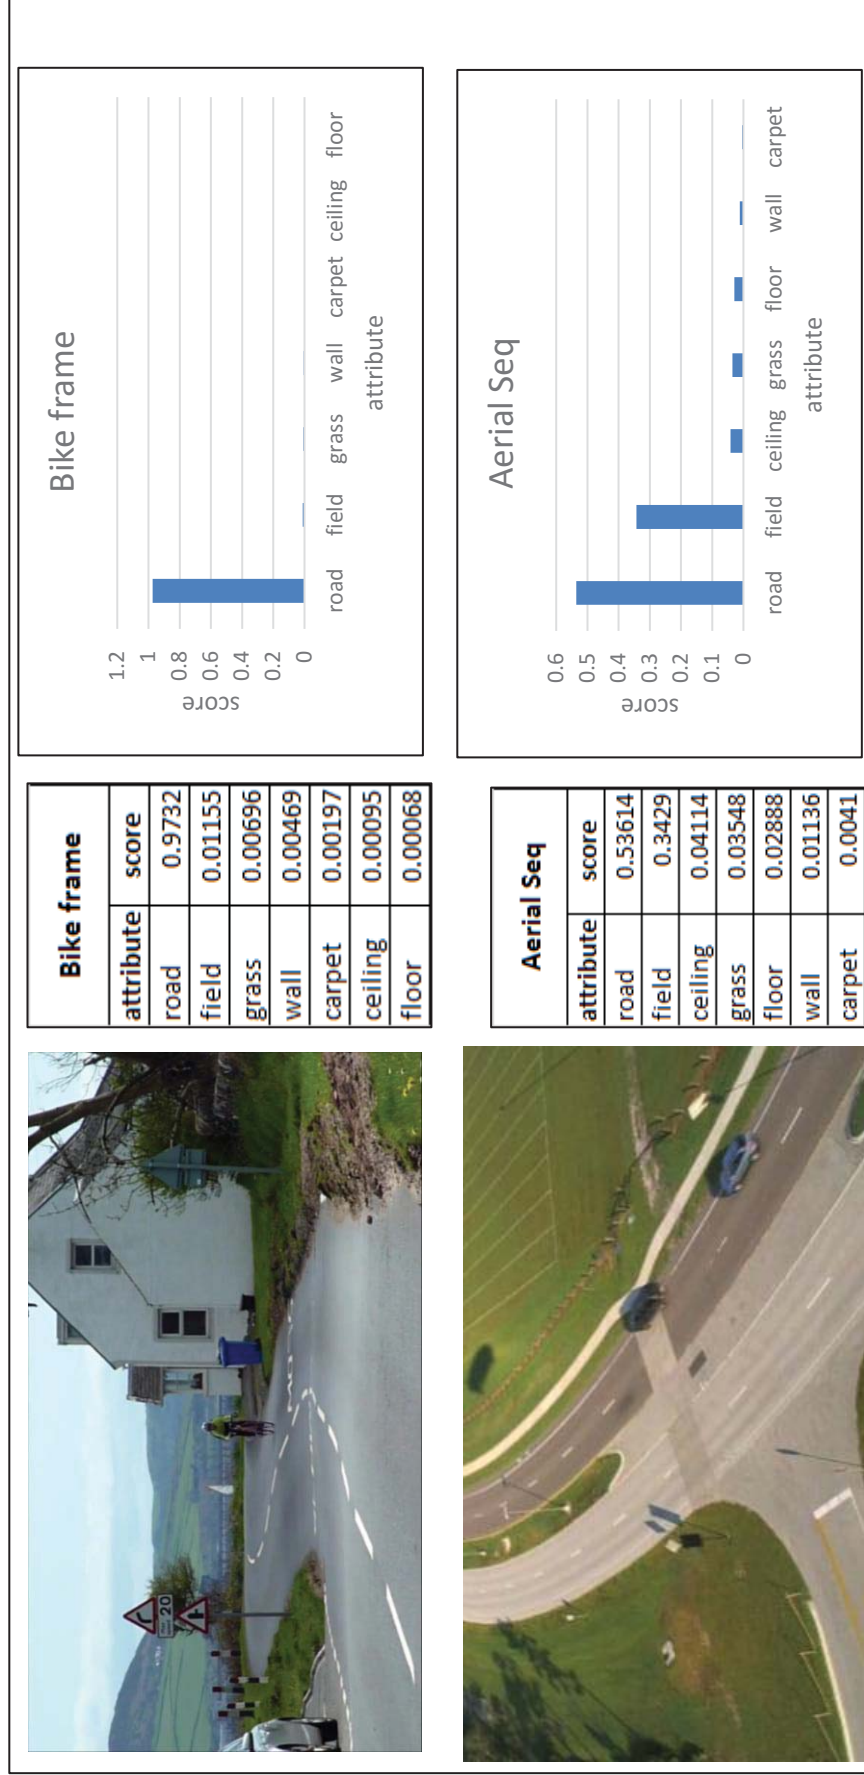 Bike frame
attribute score
road 0.9732
field 0.01155
grass 0.00696
wall 0.00469
carpet 0.00197
ceiling 0.00095
floor 0.00068
Bike frame
1.2
1
0.8
0.6
0.4
0.2
0
score
road field grass wall carpet ceiling floor
attribute
20
Aerial Seq
attribute score
road 0.53614
field 0.3429
ceiling 0.04114
grass 0.03548
floor 0.02888
wall 0.01136
carpet 0.0041
Aerial Seq
0.6
0.5
0.4
0.3
0.2
0.1
0
score
road field ceiling grass floor wall carpet
attribute